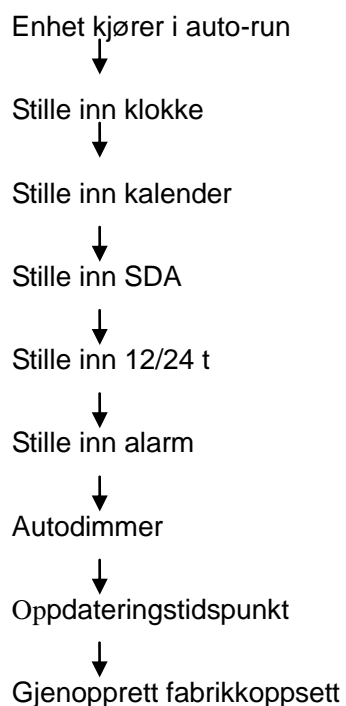 Enhet kjører i auto-run
Stille inn klokke
Stille inn kalender
Stille inn SDA
Stille inn 12/24 t
Stille inn alarm
Autodimmer
Oppdateringstidspunkt
Gjenopprett fabrikkoppsett